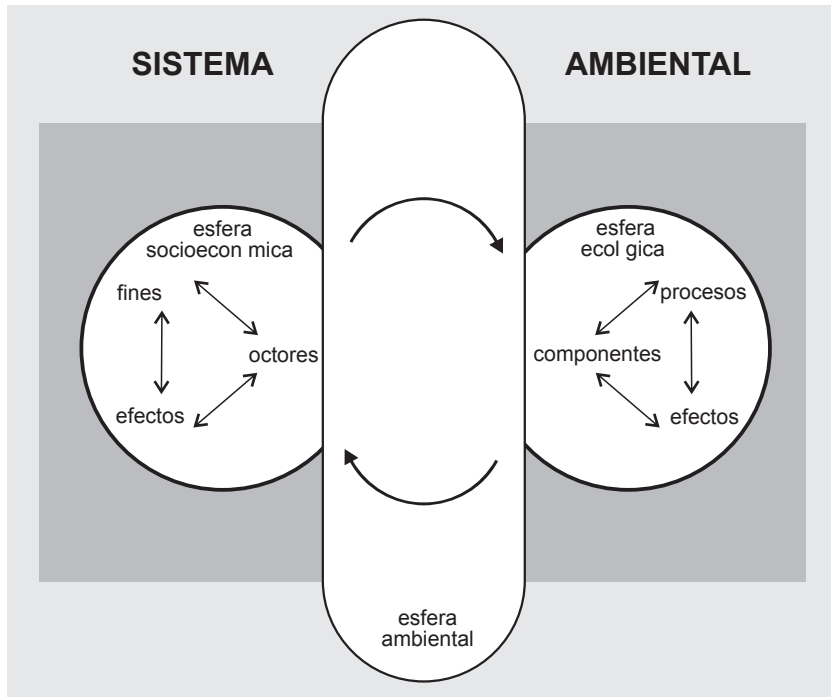 SISTEMA
AMBIENTAL
esfera
socioecon mica
fines
octores
efectos
esfera
ecol gica
procesos
componentes
efectos
esfera
ambiental